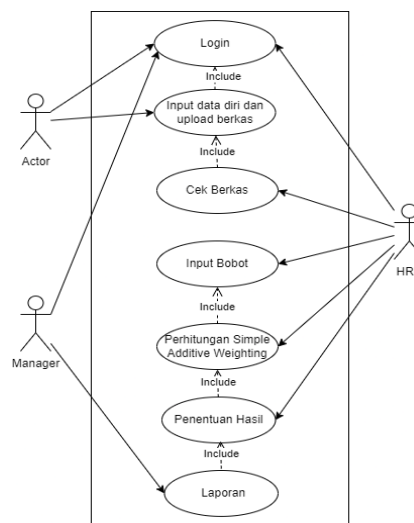 Login
Include
Input data diri dan
upload berkas
Actor
Include
Cek Berkas
Input Bobot
HR
Include
Perhitungan Simple
Additive Weighting
Manager
Include
Penentuan Hasil
Include
Laporan